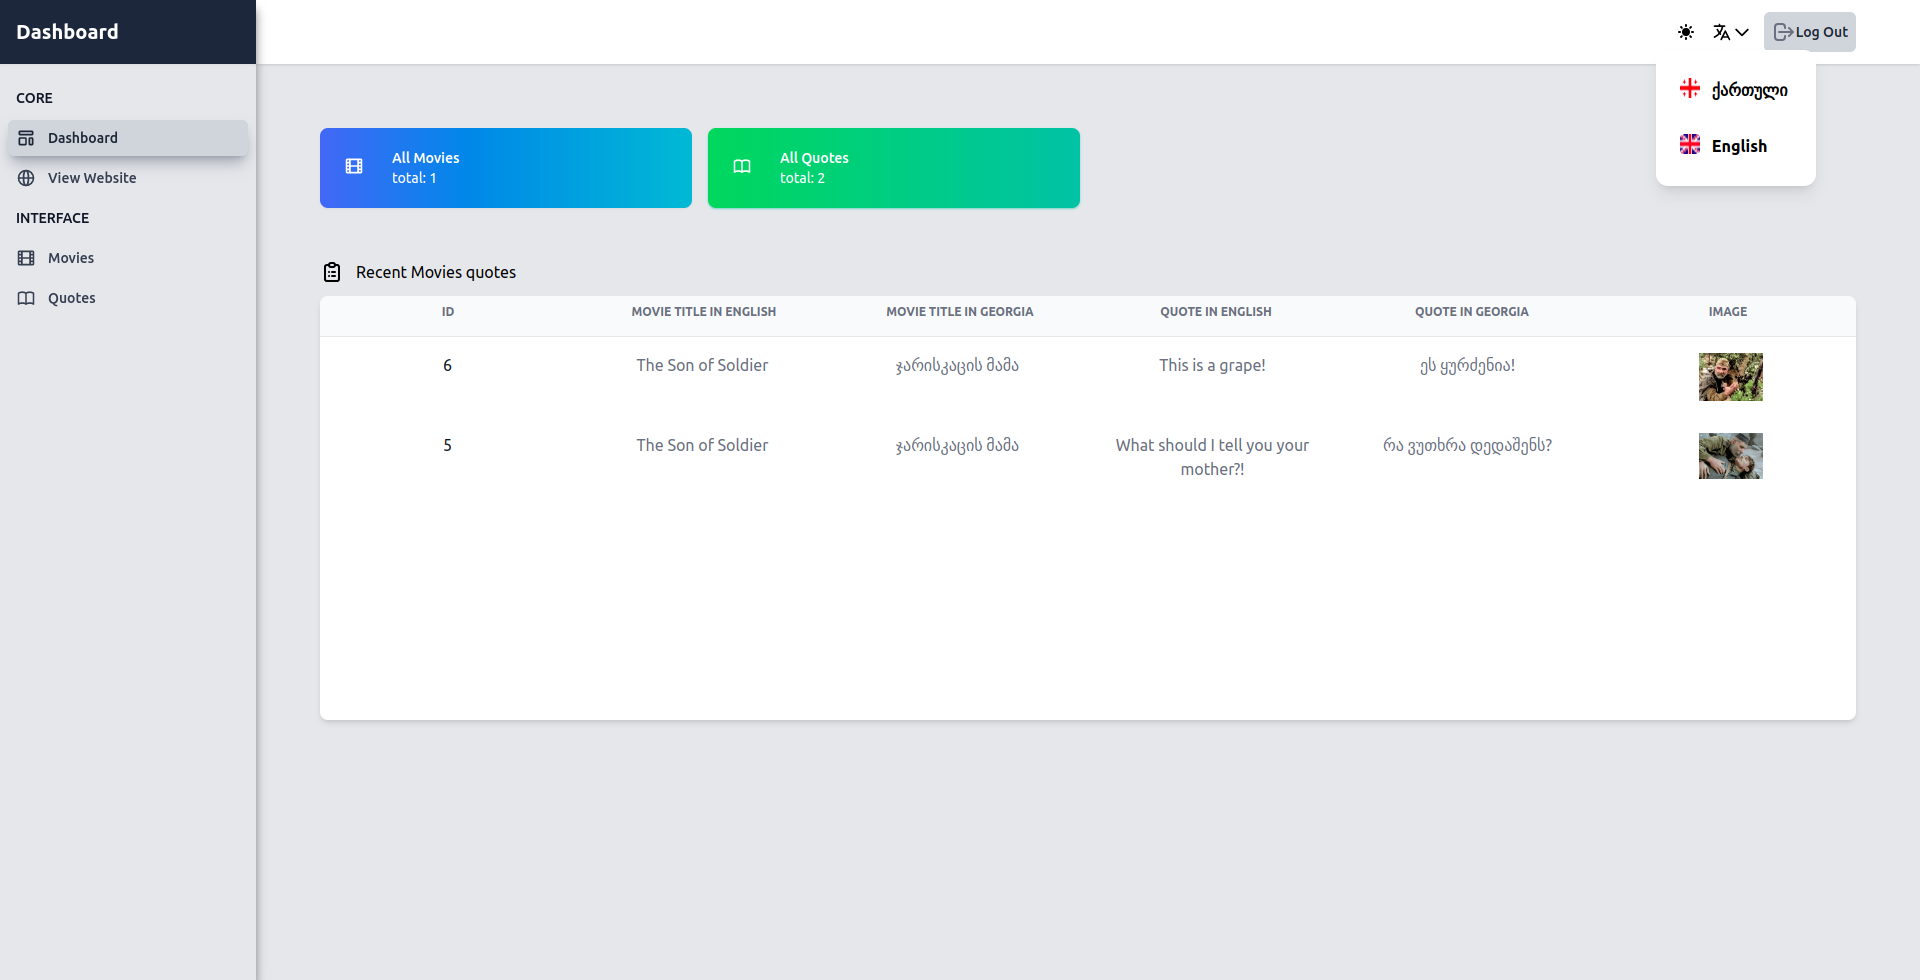 Dashboard
Log Out
CORE
Dashboard
View Website
INTERFACE
Movies
Quotes
ქართული
English
All Movies
total: 1
All Quotes
total: 2
Recent Movies quotes
ID MOVIE TITLE IN ENGLISH MOVIE TITLE IN GEORGIA QUOTE IN ENGLISH QUOTE IN GEORGIA IMAGE
6 The Son of Soldier ჯარისკაცის მამა This is a grape! ეს ყურძენია!
5 The Son of Soldier ჯარისკაცის მამა What should I tell you your რა ვუთხრა დედაშენს?
mother?!